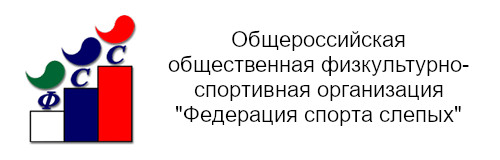 Ф С С
Общероссийская
общественная физкультурно-
спортивная организация
"Федерация спорта слепых"